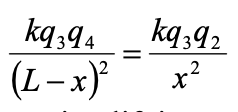 kq₃q₄ / (L – x)² = kq₃q₂ / x²